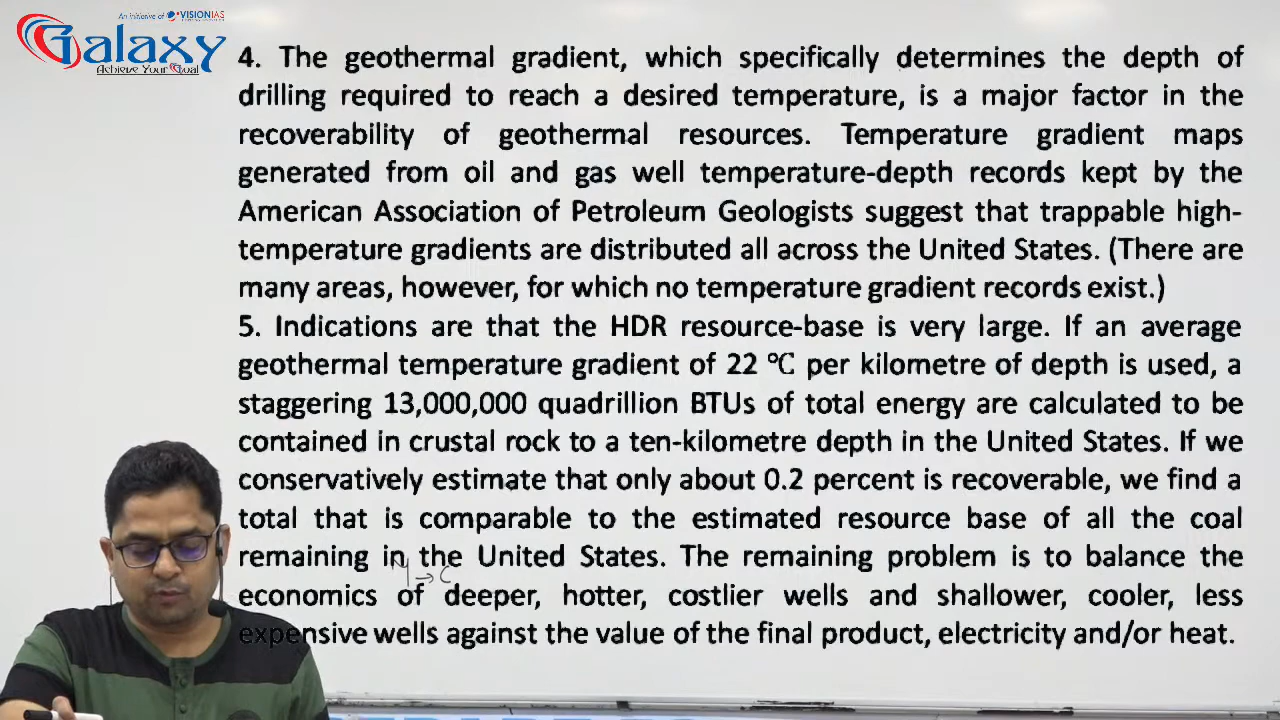 An initiative of VISIONIAS
Galaxy
Achieve Your Goal
4. The geothermal gradient, which specifically determines the depth of
drilling required to reach a desired temperature, is a major factor in the
recoverability of geothermal resources. Temperature gradient maps
generated from oil and gas well temperature-depth records kept by the
American Association of Petroleum Geologists suggest that trappable high-
temperature gradients are distributed all across the United States. (There are
many areas, however, for which no temperature gradient records exist.)
5. Indications are that the HDR resource-base is very large. If an average
geothermal temperature gradient of 22 ℃ per kilometre of depth is used, a
staggering 13,000,000 quadrillion BTUs of total energy are calculated to be
contained in crustal rock to a ten-kilometre depth in the United States. If we
conservatively estimate that only about 0.2 percent is recoverable, we find a
total that is comparable to the estimated resource base of all the coal
remaining in the United States. The remaining problem is to balance the
economics of deeper, hotter, costlier wells and shallower, cooler, less
expensive wells against the value of the final product, electricity and/or heat.